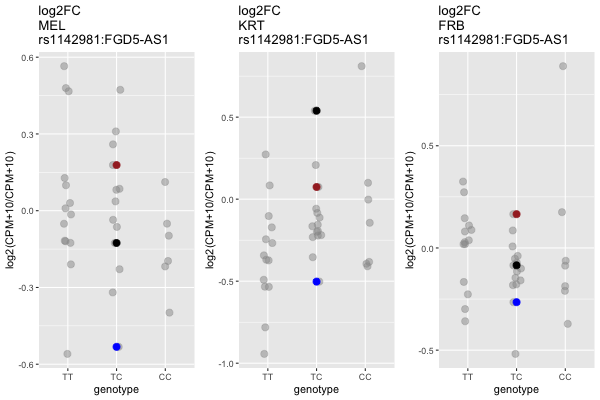 log2FC
MEL
rs1142981:FGD5-AS1
log2(CPM+10/CPM+10)
0.6
0.3
0.0
-0.3
-0.6
TT
TC
CC
genotype
log2FC
KRT
rs1142981:FGD5-AS1
log2(CPM+10/CPM+10)
0.5
0.0
-0.5
-1.0
TT
TC
CC
genotype
log2FC
FRB
rs1142981:FGD5-AS1
log2(CPM+10/CPM+10)
0.5
0.0
-0.5
TT
TC
CC
genotype